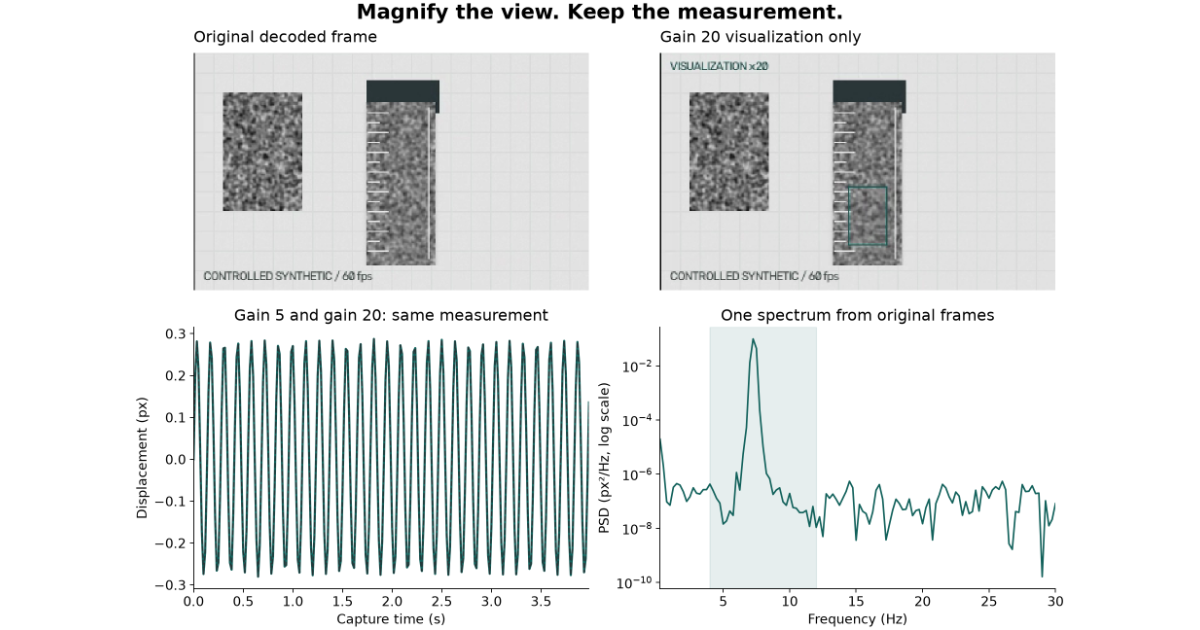 Magnify the view. Keep the measurement.
Original decoded frame
Gain 20 visualization only
VISUALIZATION x20
CONTROLLED SYNTHETIC / 60 fps
CONTROLLED SYNTHETIC / 60 fps
Gain 5 and gain 20: same measurement
Displacement (px)
0.3
0.2
0.1
0.0
−0.1
−0.2
−0.3
0.0 0.5 1.0 1.5 2.0 2.5 3.0 3.5
Capture time (s)
One spectrum from original frames
PSD (px²/Hz, log scale)
10⁻²
10⁻⁴
10⁻⁶
10⁻⁸
10⁻¹⁰
5 10 15 20 25 30
Frequency (Hz)